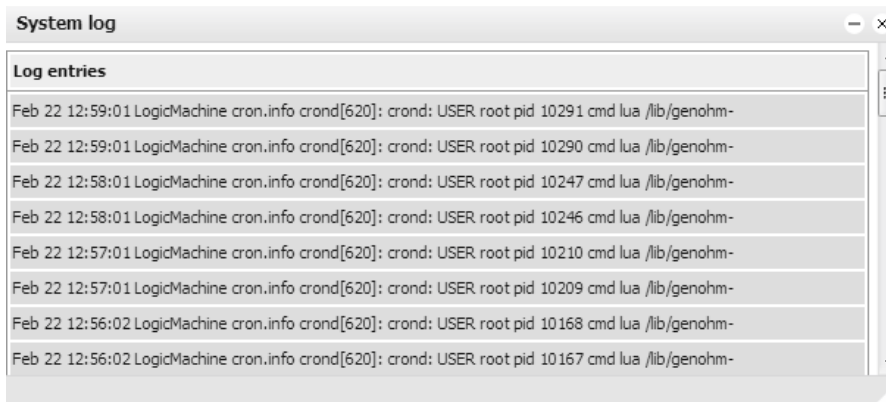 System log
Log entries
Feb 22 12:59:01 LogicMachine cron.info crond[620]: crond: USER root pid 10291 cmd lua /lib/genohm-
Feb 22 12:59:01 LogicMachine cron.info crond[620]: crond: USER root pid 10290 cmd lua /lib/genohm-
Feb 22 12:58:01 LogicMachine cron.info crond[620]: crond: USER root pid 10247 cmd lua /lib/genohm-
Feb 22 12:58:01 LogicMachine cron.info crond[620]: crond: USER root pid 10246 cmd lua /lib/genohm-
Feb 22 12:57:01 LogicMachine cron.info crond[620]: crond: USER root pid 10210 cmd lua /lib/genohm-
Feb 22 12:57:01 LogicMachine cron.info crond[620]: crond: USER root pid 10209 cmd lua /lib/genohm-
Feb 22 12:56:02 LogicMachine cron.info crond[620]: crond: USER root pid 10168 cmd lua /lib/genohm-
Feb 22 12:56:02 LogicMachine cron.info crond[620]: crond: USER root pid 10167 cmd lua /lib/genohm-